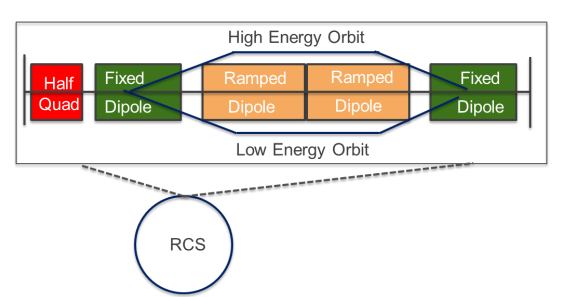 High Energy Orbit
Half
Quad
Fixed
Dipole
Ramped
Dipole
Ramped
Dipole
Fixed
Dipole
Low Energy Orbit
RCS